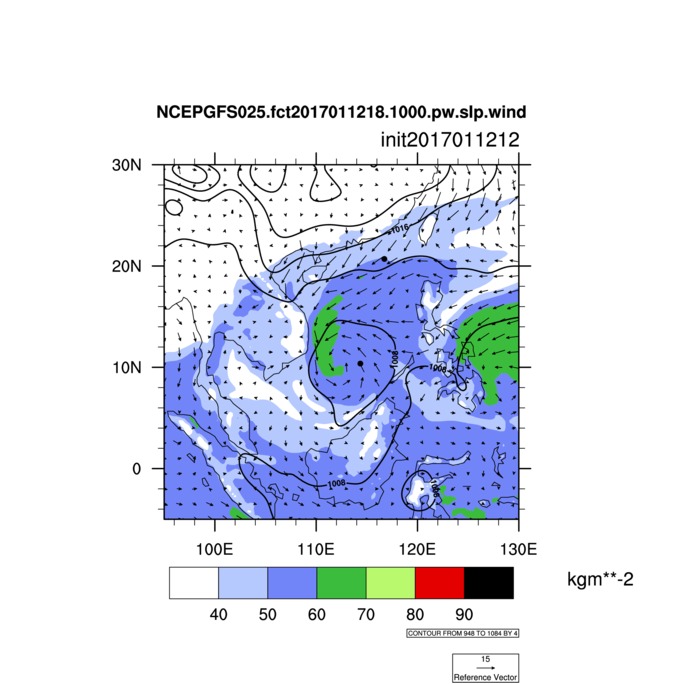 NCEPGFS025.fct2017011218.1000.pw.slp.wind
init2017011212
30N
20N
10N
0
1016
1008
1008
1008
1008
100E 110E 120E 130E
40 50 60 70 80 90
kgm**-2
CONTOUR FROM 948 TO 1084 BY 4
15
Reference Vector